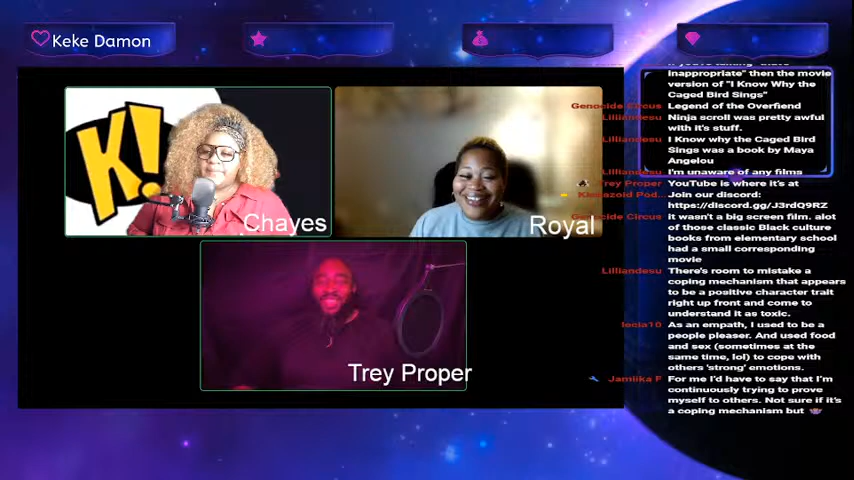 Keke Damon
K!
Chayes
Royal
Trey Proper
inappropriate" then the movie
version of "I Know Why the
Caged Bird Sings"
Genocide Circus Legend of the Overfiend
Lilliandesu Ninja scroll was pretty awful
with it's stuff.
Lilliandesu I Know why the Caged Bird
Sings was a book by Maya
Angelou
Lilliandesu I'm unaware of any films
Trey Proper YouTube is where it's at
Join our discord:
https://discord.gg/J3rdQ9RZ
Genocide Circus It wasn't a big screen film. alot
of those classic Black culture
books from elementary school
had a small corresponding
movie
Lilliandesu There's room to mistake a
coping mechanism that appears
to be a positive character trait
right up front and come to
understand it as toxic.
locia10 As an empath, I used to be a
people pleaser. And used food
and sex (sometimes at the
same time, lol) to cope with
others 'strong' emotions.
Jamiika F For me I'd have to say that I'm
continuously trying to prove
myself to others. Not sure if it's
a coping mechanism but